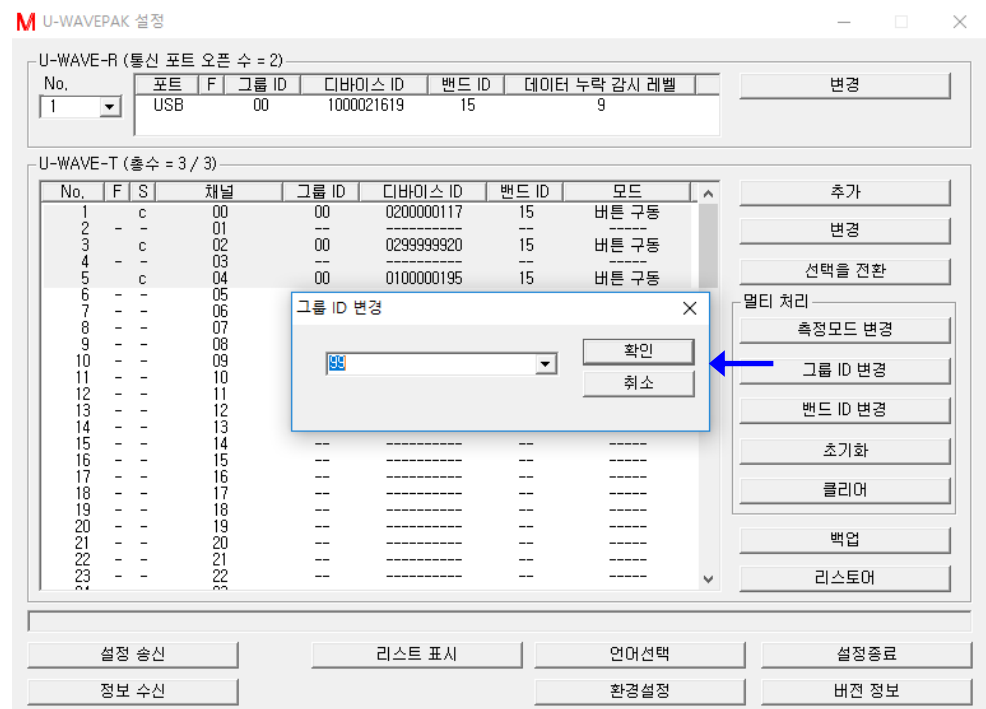 U-WAVEPAK 설정
U-WAVE-R (통신 포트 오픈 수 = 2)
No. 포트 F 그룹 ID 디바이스 ID 밴드 ID 데이터 누락 감시 레벨 변경
1 USB 00 1000021619 15 9
U-WAVE-T (총수 = 3 / 3)
No. F S 채널 그룹 ID 디바이스 ID 밴드 ID 모드 추가
1 c 00 00 0200000117 15 버튼 구동
2 - - 01 -- ---------- -- ----- 변경
3 c 02 00 0299999920 15 버튼 구동
4 - - 03 -- ---------- -- -----
5 c 04 00 0100000195 15 버튼 구동 선택을 전환
6 - - 05
그룹 ID 변경
멀티 처리
7 - - 06
8 - - 07 측정모드 변경
9 - - 08
99 확인
10 - - 09 그룹 ID 변경
11 - - 10
취소
12 - - 11
13 - - 12 밴드 ID 변경
14 - - 13
15 - - 14 -- ---------- -- ----- 초기화
16 - - 15 -- ---------- -- -----
17 - - 16 -- ---------- -- -----
18 - - 17 -- ---------- -- ----- 클리어
19 - - 18 -- ---------- -- -----
20 - - 19 -- ---------- -- -----
21 - - 20 -- ---------- -- ----- 백업
22 - - 21 -- ---------- -- -----
23 - - 22 -- ---------- -- ----- 리스토어
설정 송신 리스트 표시 언어선택 설정종료
정보 수신 환경설정 버전 정보